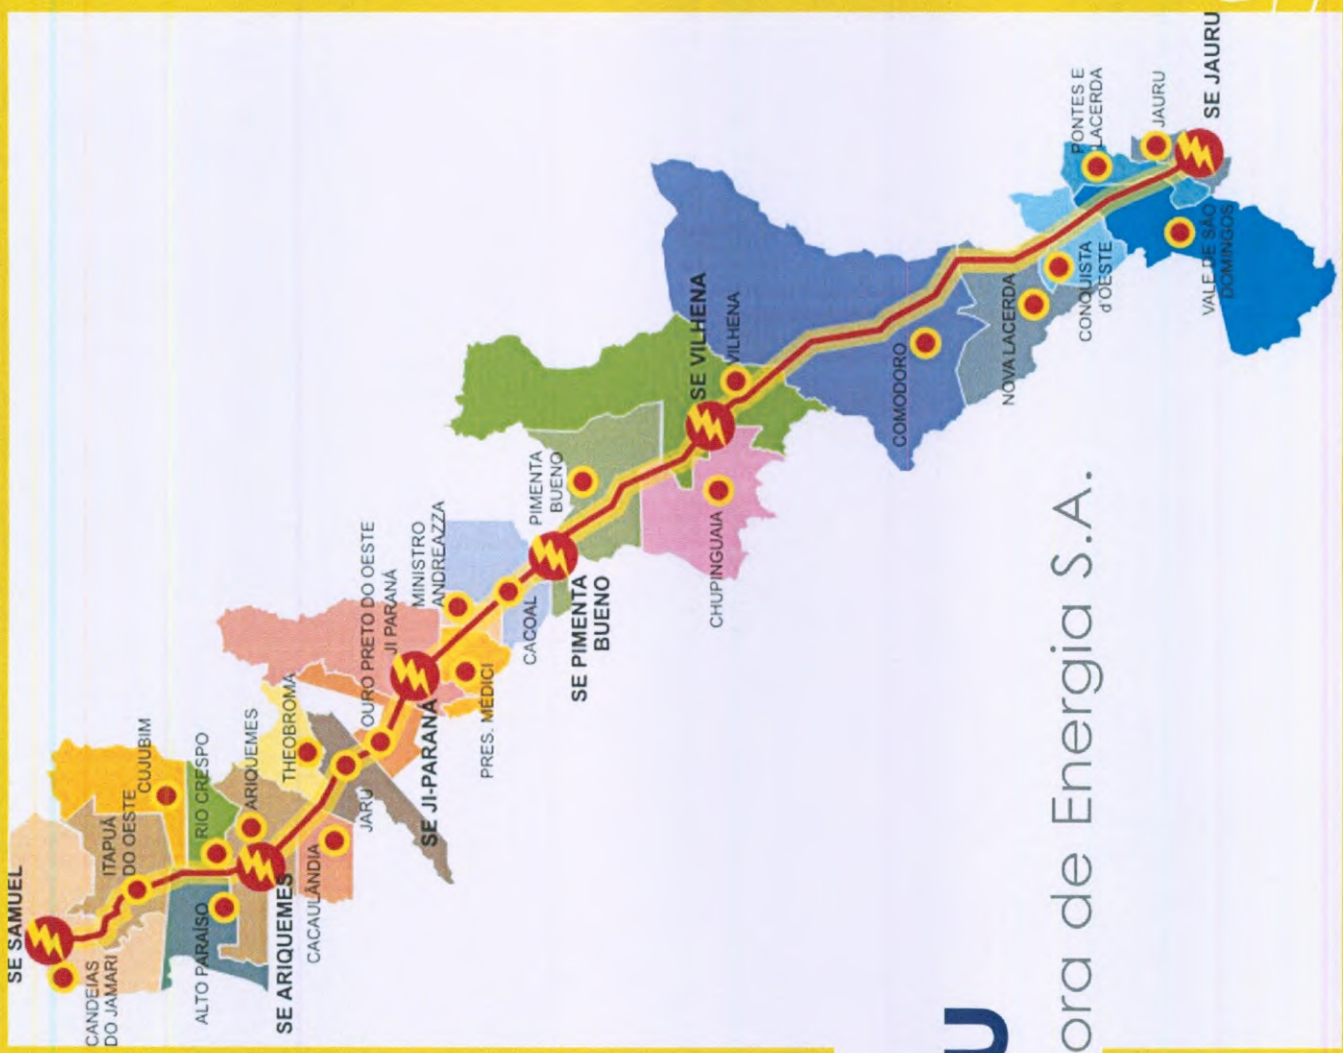 SE SAMUEL
CANDEIAS
DO JAMARI
ITAPUÃ
DO OESTE
CUJUBIM
RIO CRESPO
ALTO PARAÍSO
ARIQUEMES
SE ARIQUEMES
THEOBROMA
CACAULÂNDIA
JARU
OURO PRETO DO OESTE
JI PARANÁ
SE JI-PARANÁ
MINISTRO
ANDREAZZA
PRES. MÉDICI
CACOAL
PIMENTA
BUENO
SE PIMENTA
BUENO
SE VILHENA
VILHENA
CHUPINGUAIA
COMODORO
NOVA LACERDA
CONQUISTA
d'OESTE
PONTES E
LACERDA
JAURU
SE JAURU
VALE DE SÃO
DOMINGOS
U
ora de Energia S.A.